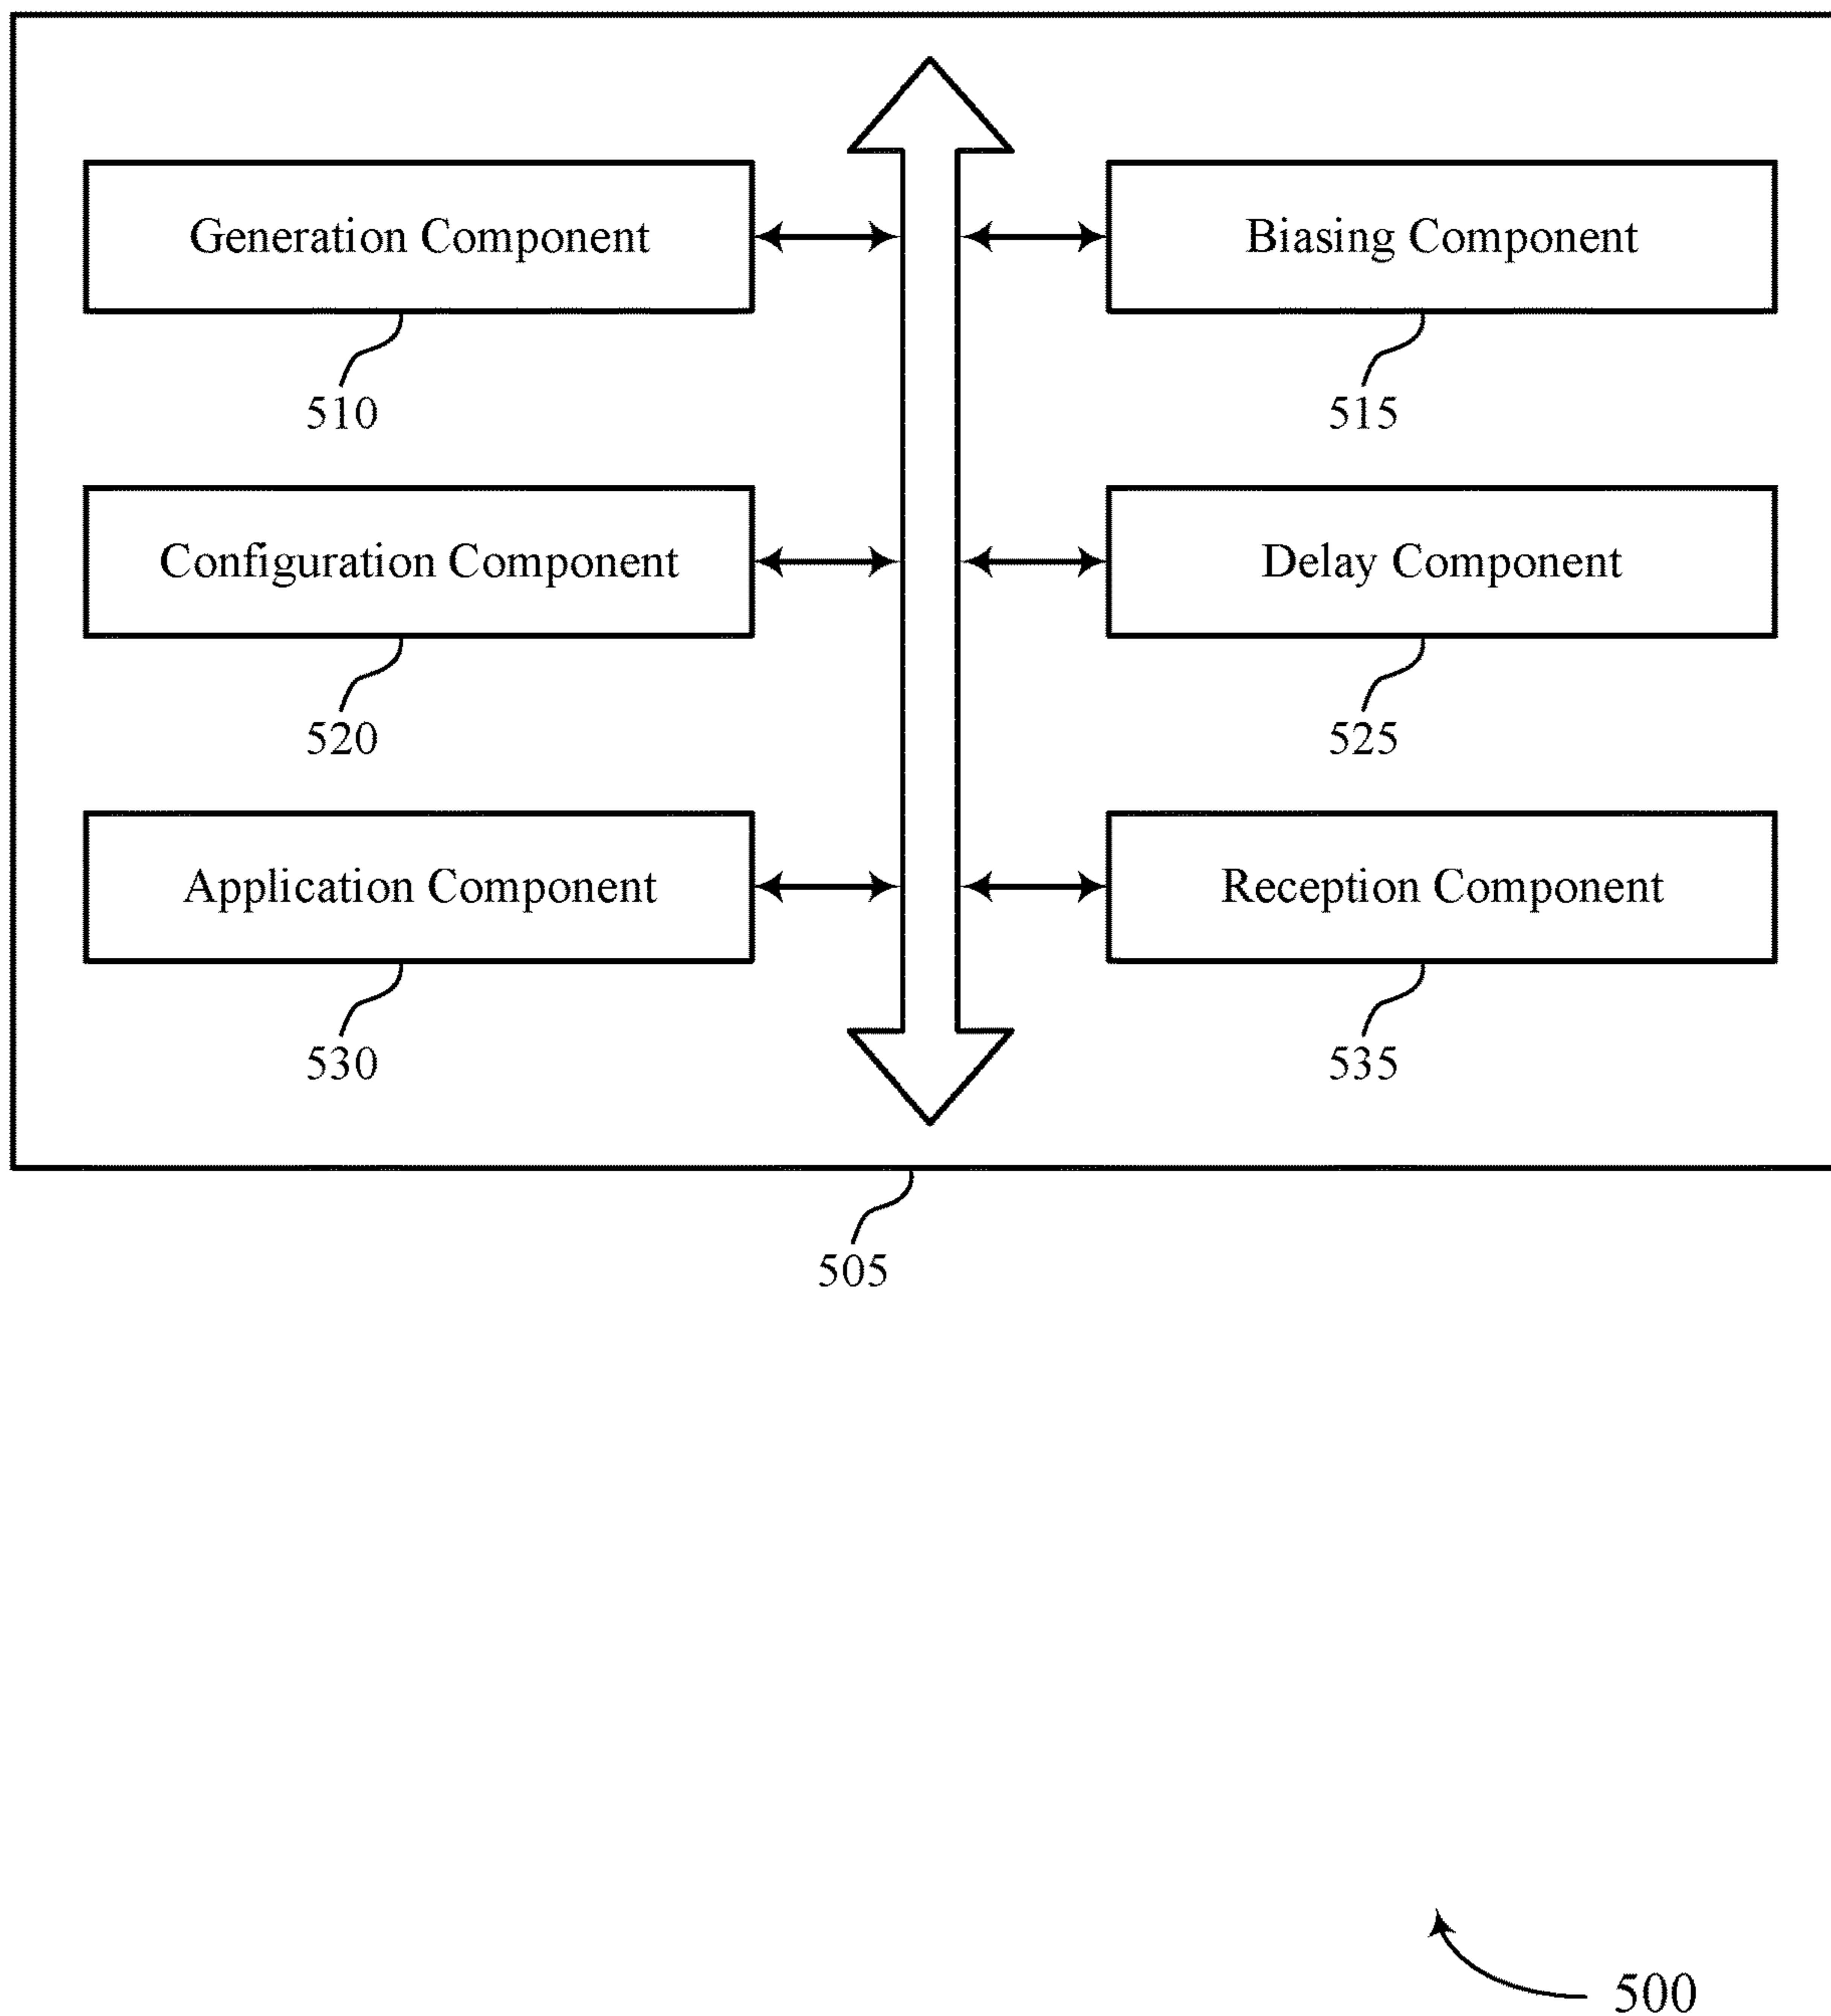 Generation Component
Biasing Component
510
515
Configuration Component
Delay Component
520
525
Application Component
Reception Component
530
535
505
500